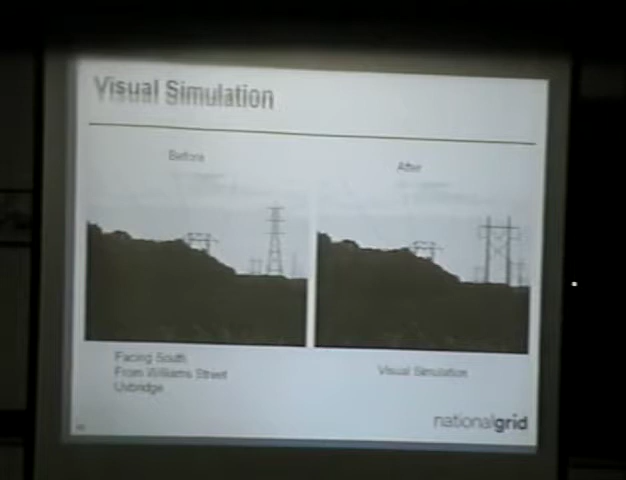 Visual Simulation
Before
After
Facing South
From Williams Street
Uxbridge
Visual Simulation
nationalgrid